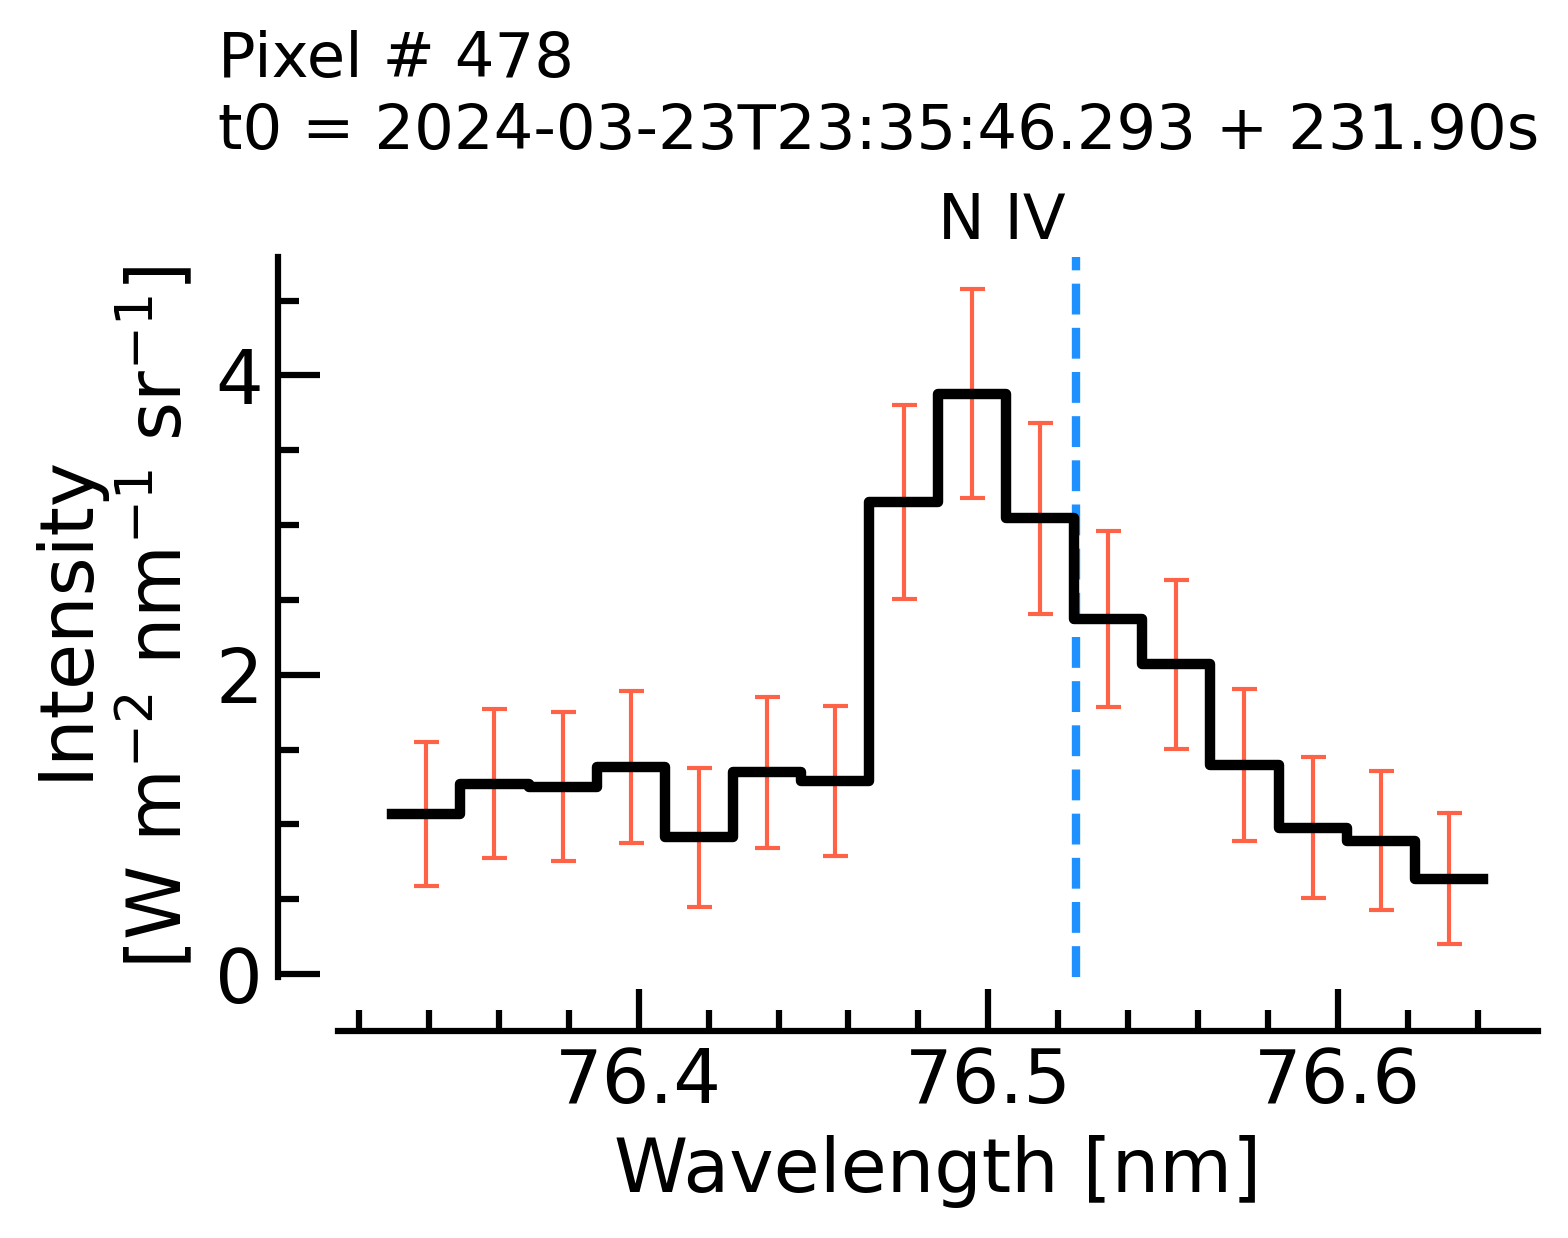 Pixel # 478
t0 = 2024-03-23T23:35:46.293 + 231.90s
N IV
Intensity
[W m⁻² nm⁻¹ sr⁻¹]
4
2
0
76.4 76.5 76.6
Wavelength [nm]